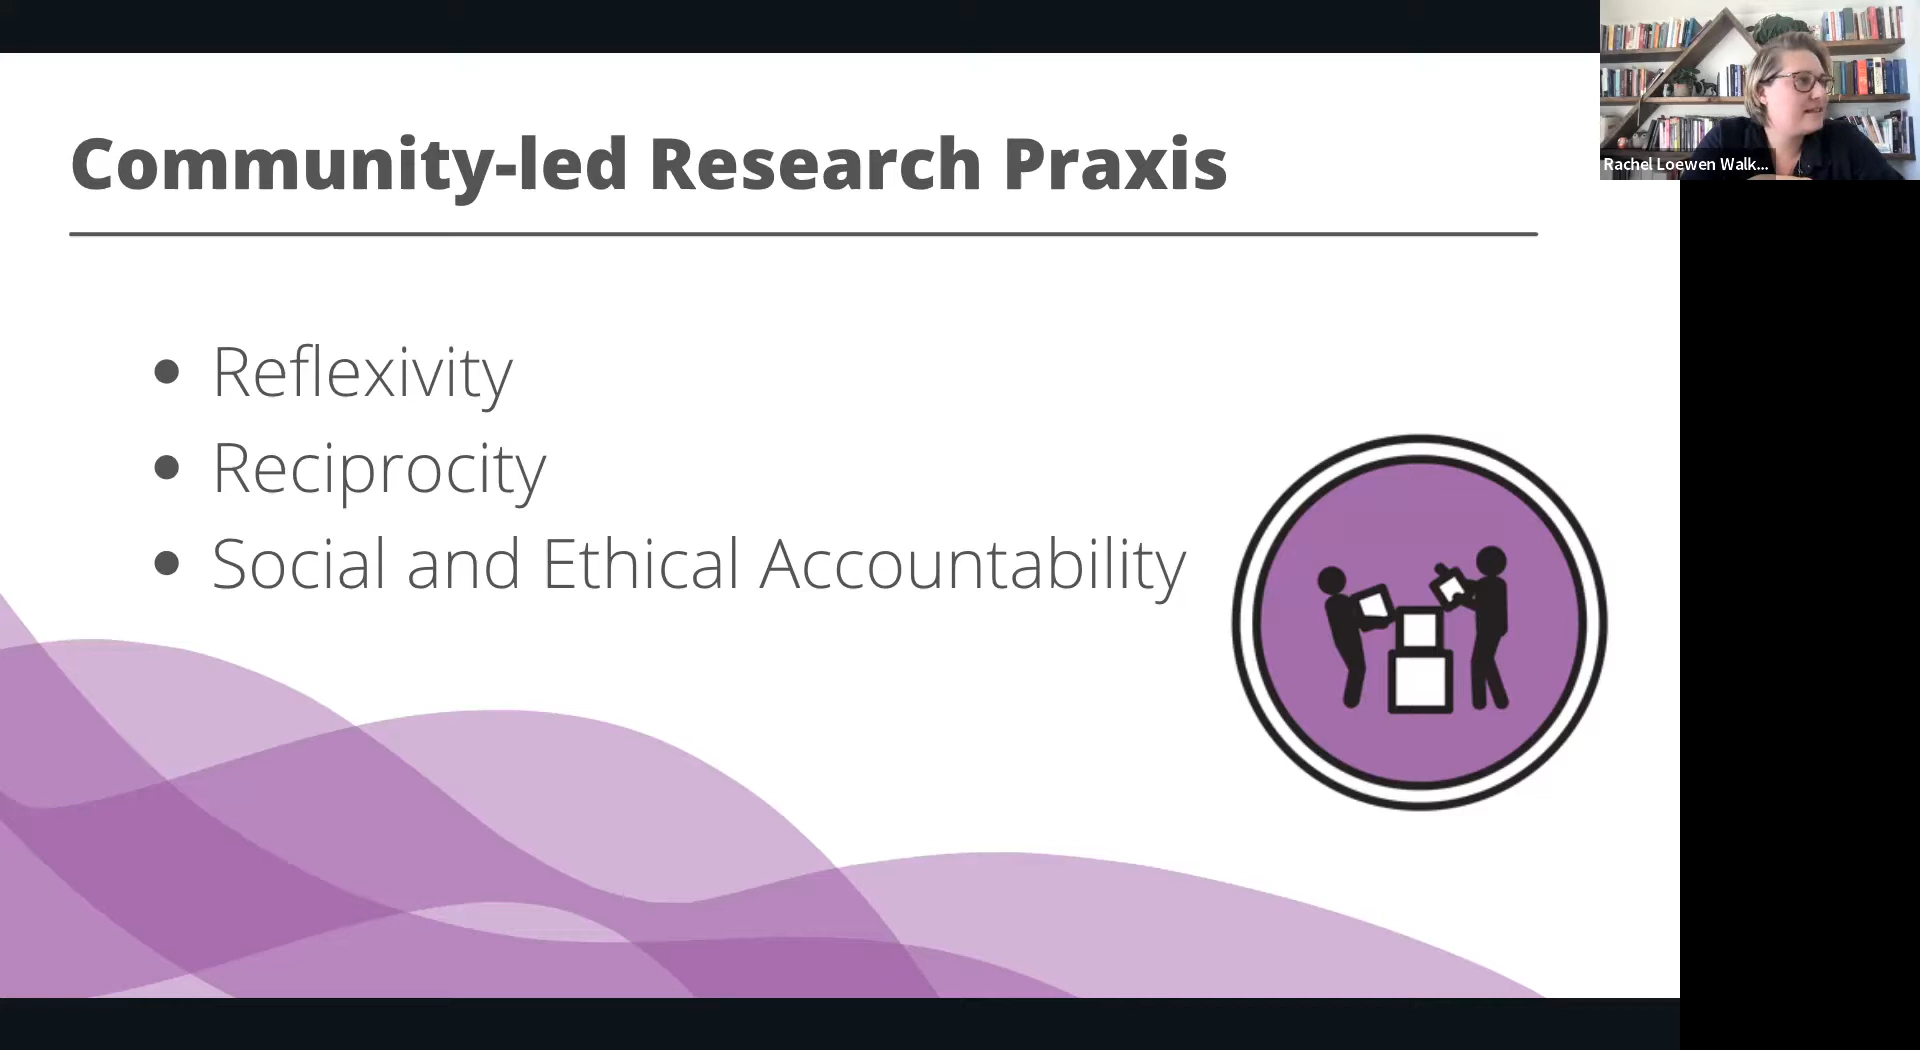 Community-led Research Praxis
Reflexivity
Reciprocity
Social and Ethical Accountability
Rachel Loewen Walk...